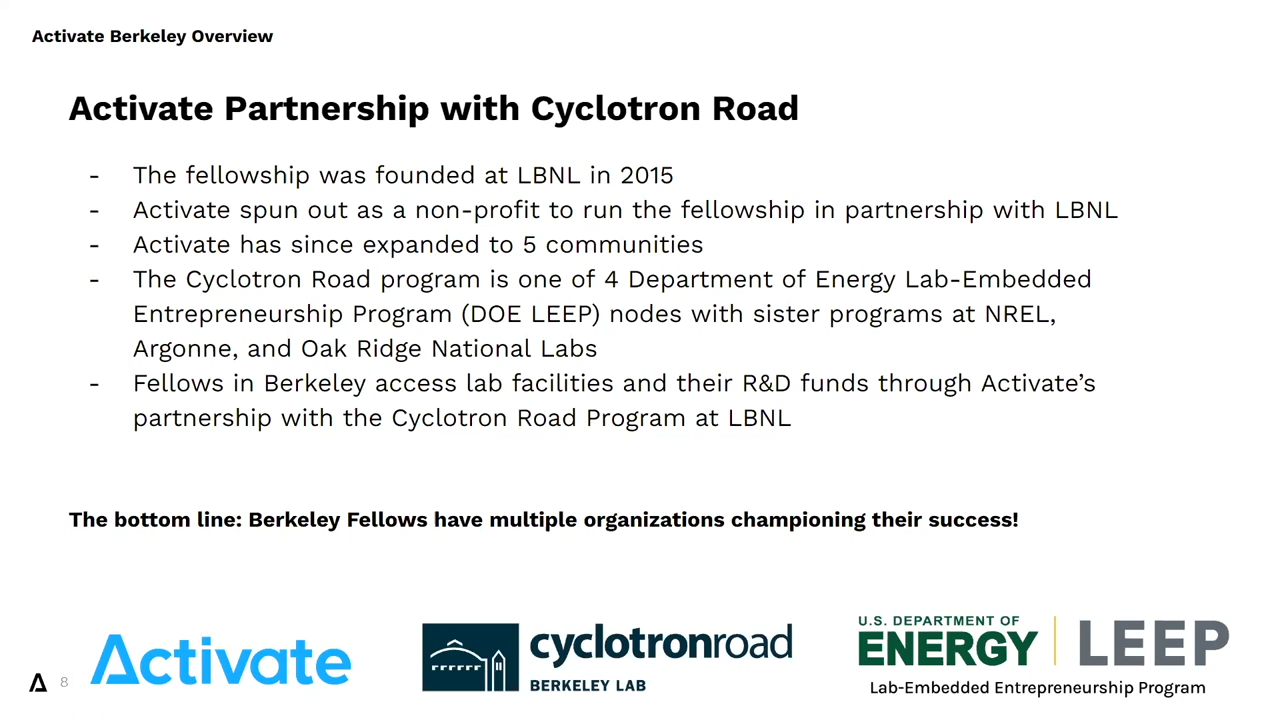 Activate Berkeley Overview
Activate Partnership with Cyclotron Road
- The fellowship was founded at LBNL in 2015
- Activate spun out as a non-profit to run the fellowship in partnership with LBNL
- Activate has since expanded to 5 communities
- The Cyclotron Road program is one of 4 Department of Energy Lab-Embedded
Entrepreneurship Program (DOE LEEP) nodes with sister programs at NREL,
Argonne, and Oak Ridge National Labs
- Fellows in Berkeley access lab facilities and their R&D funds through Activate’s
partnership with the Cyclotron Road Program at LBNL
The bottom line: Berkeley Fellows have multiple organizations championing their success!
8
Activate
cyclotronroad
BERKELEY LAB
U.S. DEPARTMENT OF
ENERGY
LEEP
Lab-Embedded Entrepreneurship Program